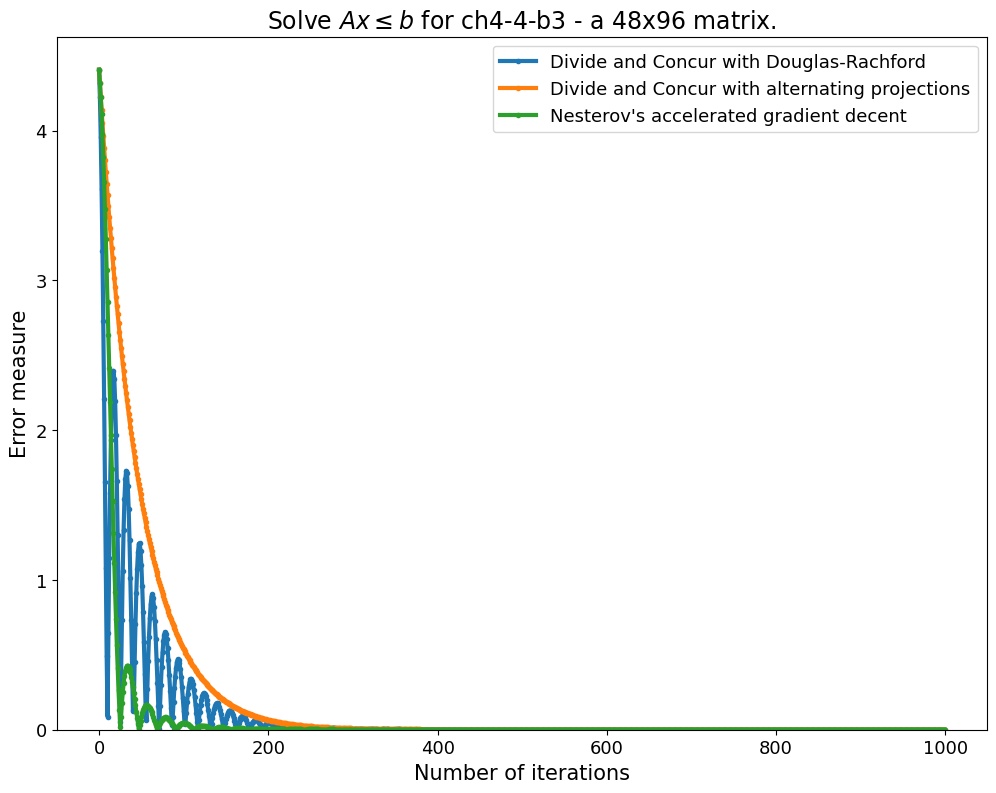 Solve Ax ≤ b for ch4-4-b3 - a 48x96 matrix.
Divide and Concur with Douglas-Rachford
Divide and Concur with alternating projections
Nesterov's accelerated gradient decent
Error measure
4
3
2
1
0
0 200 400 600 800 1000
Number of iterations